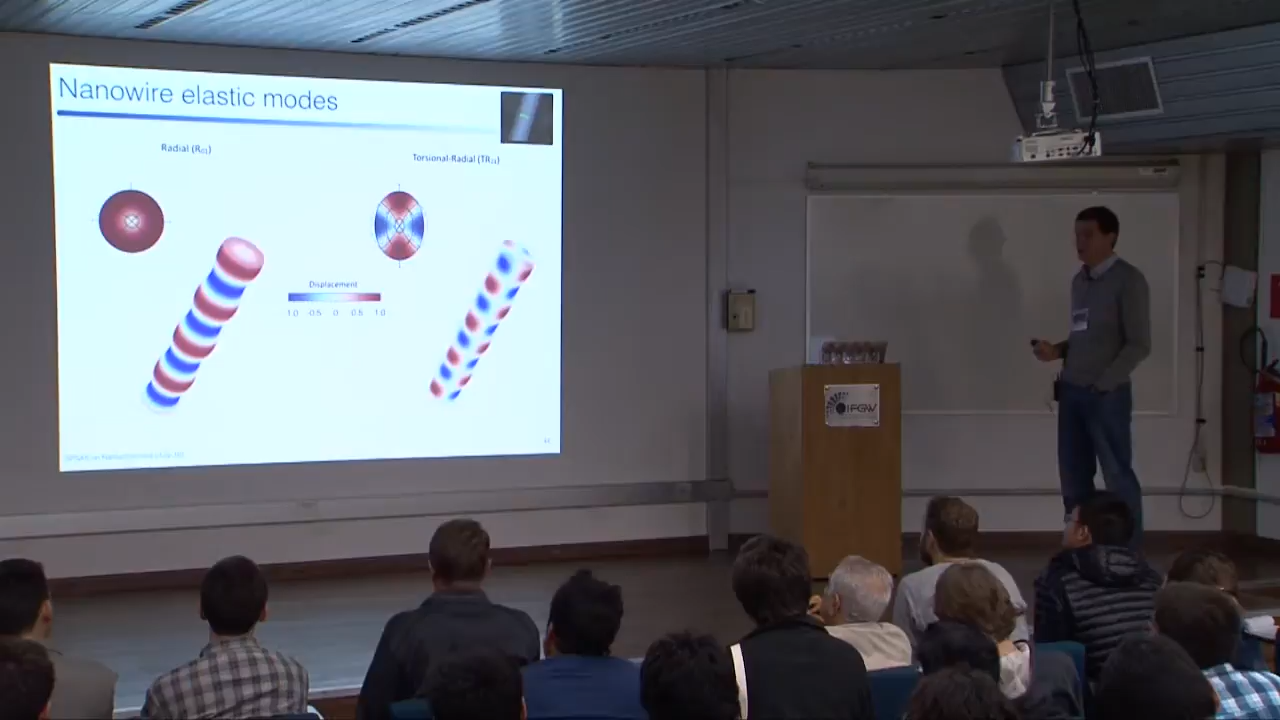 Nanowire elastic modes
Radial (R₀₁)
Torsional-Radial (TR₂₁)
Displacement
1.0 0.5 0 0.5 1.0
IFGW